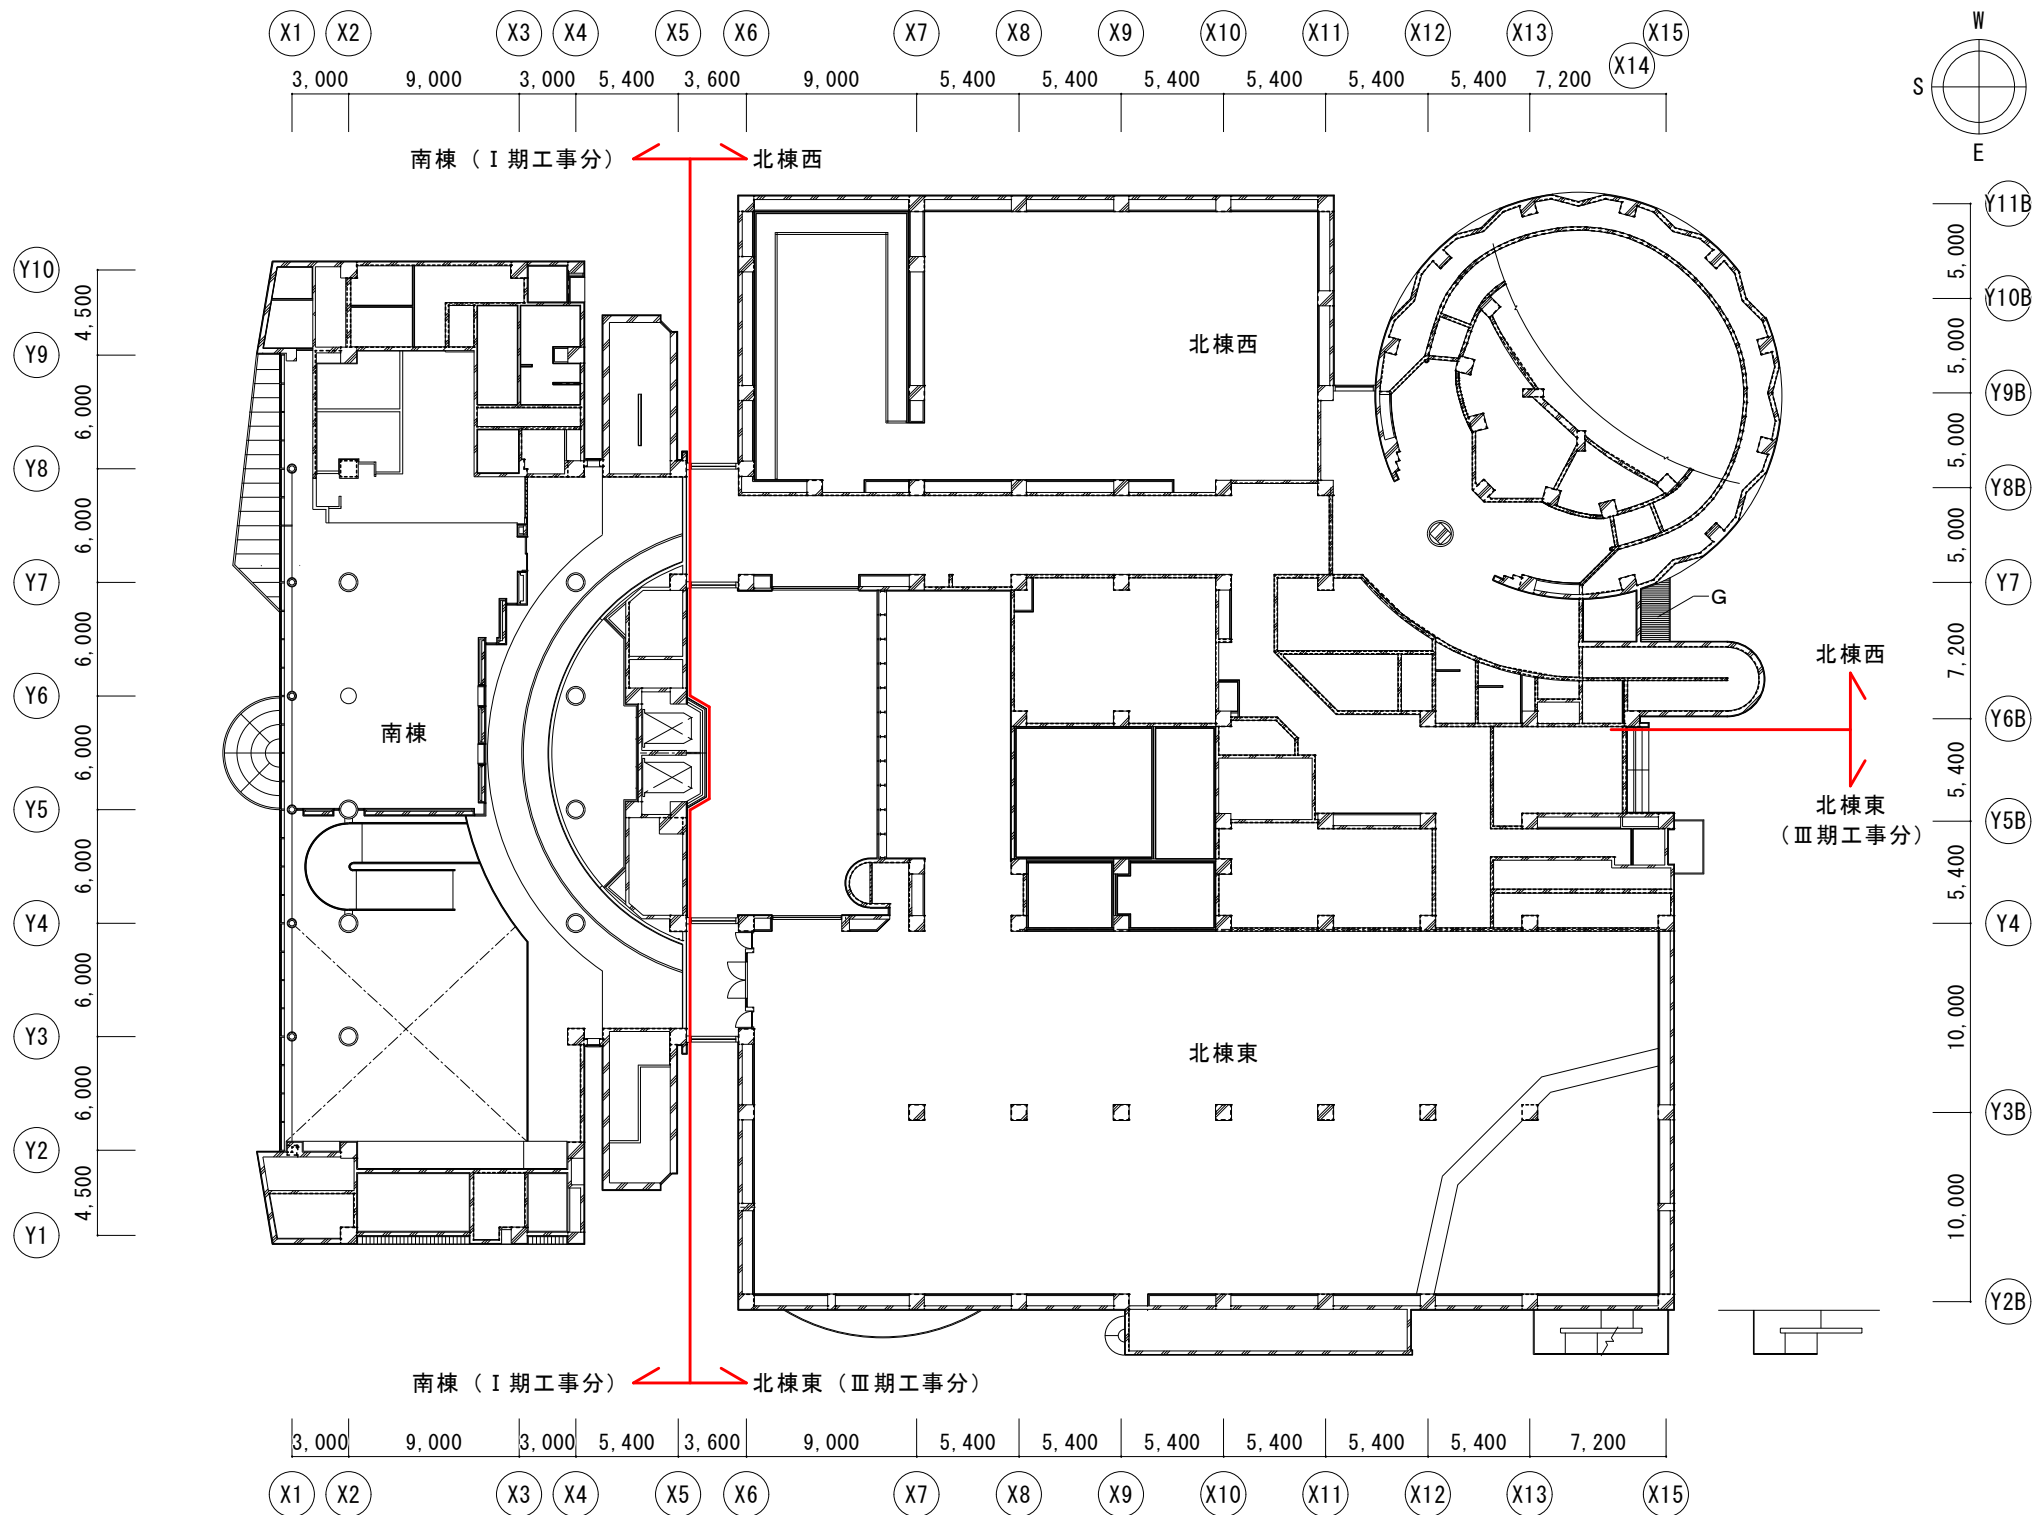 X1 X2 X3 X4 X5 X6 X7 X8 X9 X10 X11 X12 X13 X14 X15
3,000 9,000 3,000 5,400 3,600 9,000 5,400 5,400 5,400 5,400 5,400 5,400 7,200
W
S
E
南棟(Ⅰ期工事分) 北棟西
Y10
4,500
Y9
6,000
Y8
6,000
Y7
6,000
Y6
6,000
Y5
6,000
Y4
6,000
Y3
6,000
Y2
4,500
Y1
北棟西
南棟
北棟東
G
Y11B
5,000
Y10B
5,000
Y9B
5,000
Y8B
5,000
Y7
7,200
Y6B
5,400
Y5B
5,400
Y4
10,000
Y3B
10,000
Y2B
北棟西
北棟東
(Ⅲ期工事分)
南棟(Ⅰ期工事分) 北棟東(Ⅲ期工事分)
3,000 9,000 3,000 5,400 3,600 9,000 5,400 5,400 5,400 5,400 5,400 5,400 7,200
X1 X2 X3 X4 X5 X6 X7 X8 X9 X10 X11 X12 X13 X15